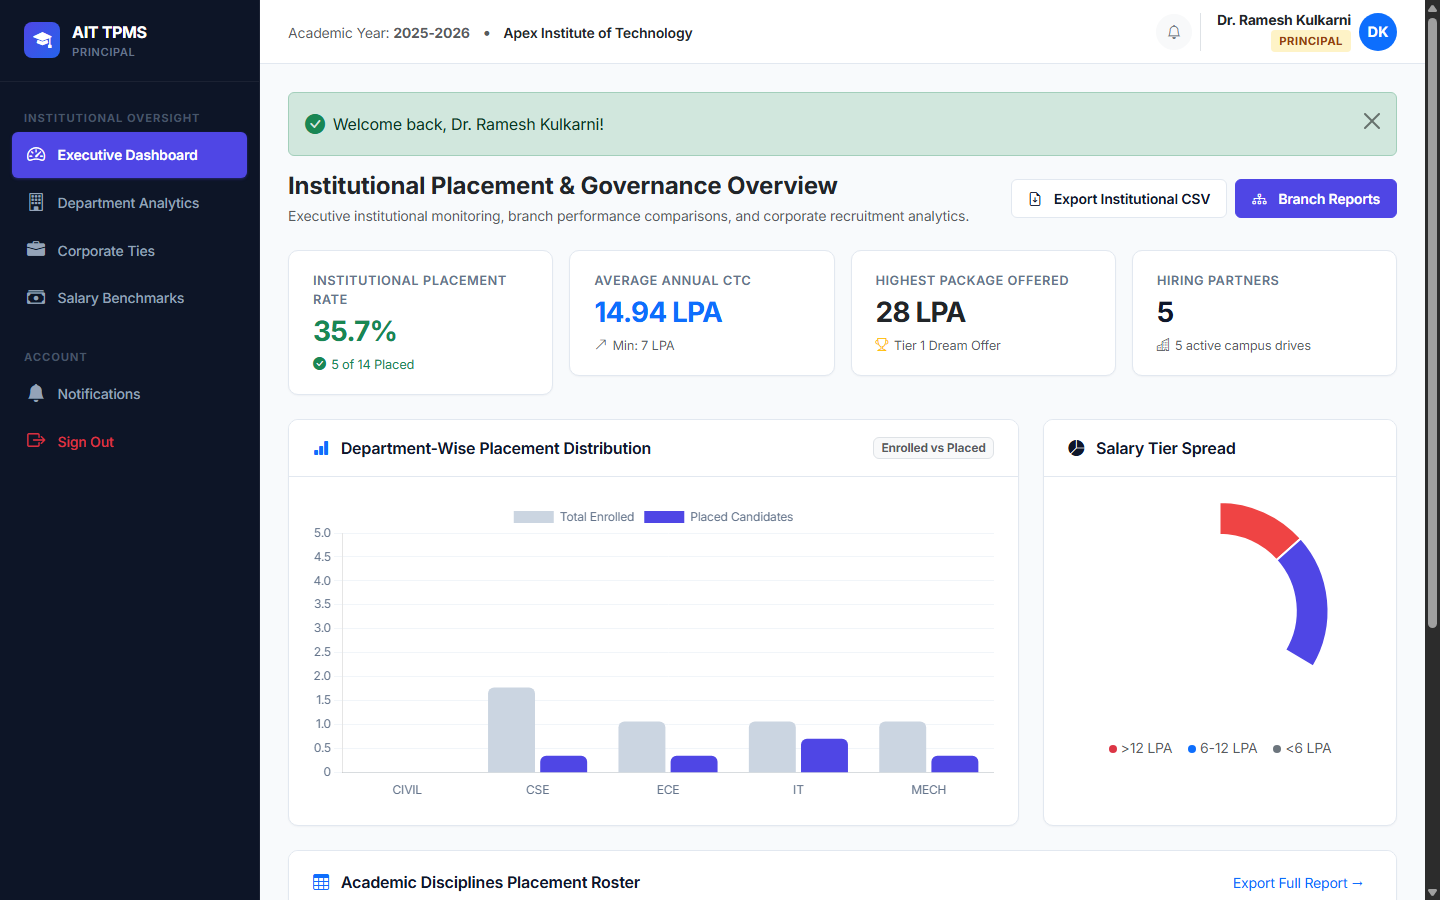 AIT TPMS
PRINCIPAL
INSTITUTIONAL OVERSIGHT
Executive Dashboard
Department Analytics
Corporate Ties
Salary Benchmarks
ACCOUNT
Notifications
Sign Out
Academic Year: 2025-2026 • Apex Institute of Technology
Dr. Ramesh Kulkarni
PRINCIPAL
DK
Welcome back, Dr. Ramesh Kulkarni!
Institutional Placement & Governance Overview
Executive institutional monitoring, branch performance comparisons, and corporate recruitment analytics.
Export Institutional CSV
Branch Reports
INSTITUTIONAL PLACEMENT
RATE
35.7%
5 of 14 Placed
AVERAGE ANNUAL CTC
14.94 LPA
Min: 7 LPA
HIGHEST PACKAGE OFFERED
28 LPA
Tier 1 Dream Offer
HIRING PARTNERS
5
5 active campus drives
Department-Wise Placement Distribution
Enrolled vs Placed
Total Enrolled
Placed Candidates
5.0
4.5
4.0
3.5
3.0
2.5
2.0
1.5
1.0
0.5
0
CIVIL
CSE
ECE
IT
MECH
Salary Tier Spread
>12 LPA
6-12 LPA
<6 LPA
Academic Disciplines Placement Roster
Export Full Report →